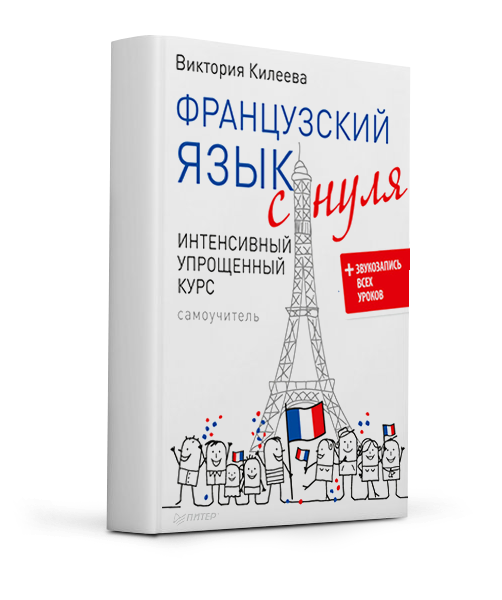 Виктория Килеева
ФРАНЦУЗСКИЙ
ЯЗЫК
с нуля
ИНТЕНСИВНЫЙ
УПРОЩЕННЫЙ
КУРС
самоучитель
+ ЗВУКОЗАПИСЬ
ВСЕХ
УРОКОВ
ПИТЕР